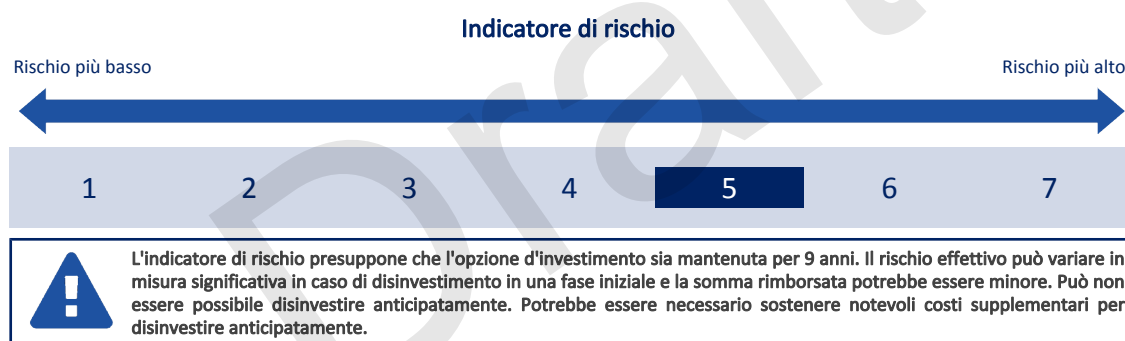 Indicatore di rischio
Rischio più basso
Rischio più alto
1 2 3 4 5 6 7
L'indicatore di rischio presuppone che l'opzione d'investimento sia mantenuta per 9 anni. Il rischio effettivo può variare in
misura significativa in caso di disinvestimento in una fase iniziale e la somma rimborsata potrebbe essere minore. Può non
essere possibile disinvestire anticipatamente. Potrebbe essere necessario sostenere notevoli costi supplementari per
disinvestire anticipatamente.
Draft